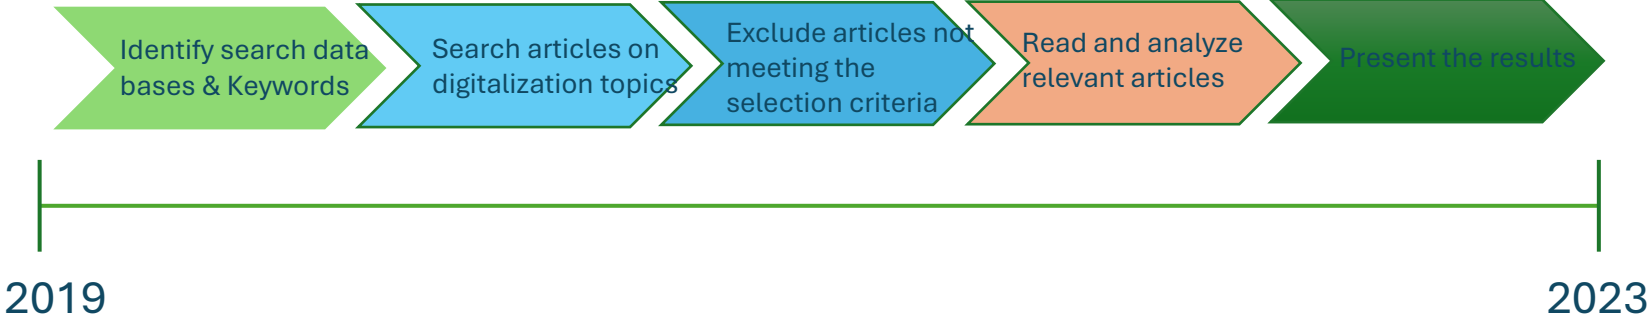 Identify search data
bases & Keywords
Search articles on
digitalization topics
Exclude articles not
meeting the
selection criteria
Read and analyze
relevant articles
Present the results
2019
2023